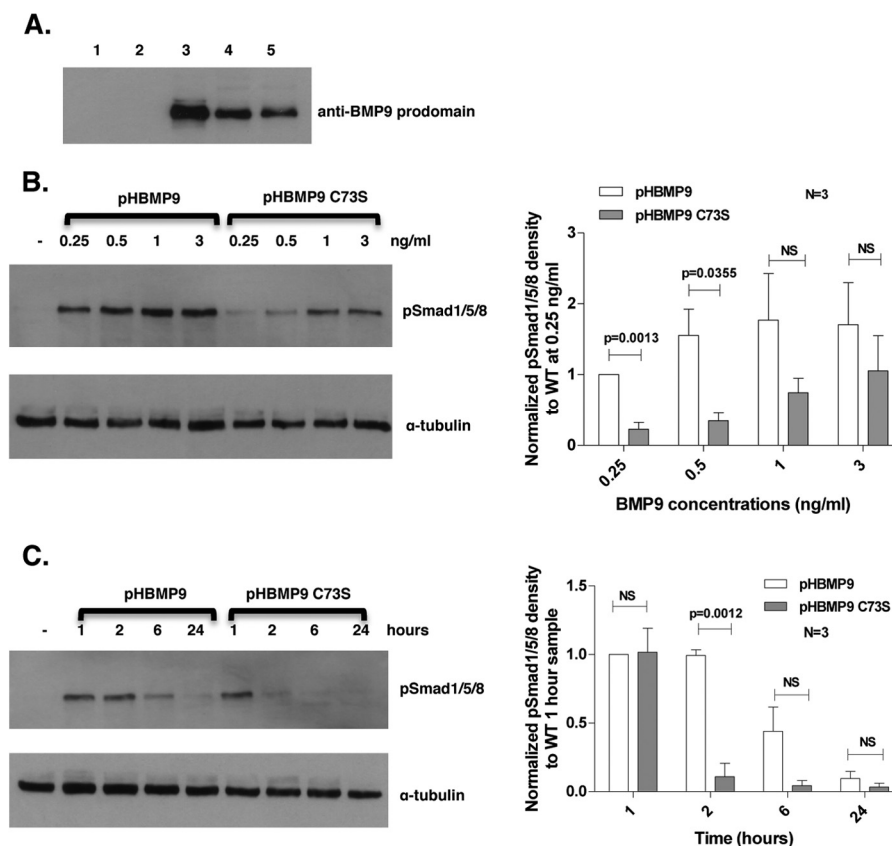 A.
1 2 3 4 5
anti-BMP9 prodomain
B.
pHBMP9 pHBMP9 C73S
- 0.25 0.5 1 3 0.25 0.5 1 3 ng/ml
pSmad1/5/8
α-tubulin
pHBMP9
pHBMP9 C73S
N=3
Normalized pSmad1/5/8 density
to WT at 0.25 ng/ml
3
2
1
0
p=0.0013
p=0.0355
NS
NS
0.25 0.5 1 3
BMP9 concentrations (ng/ml)
C.
pHBMP9 pHBMP9 C73S
- 1 2 6 24 1 2 6 24 hours
pSmad1/5/8
α-tubulin
pHBMP9
pHBMP9 C73S
N=3
Normalized pSmad1/5/8 density
to WT 1 hour sample
1.5
1.0
0.5
0.0
NS
p=0.0012
NS
NS
1 2 6 24
Time (hours)